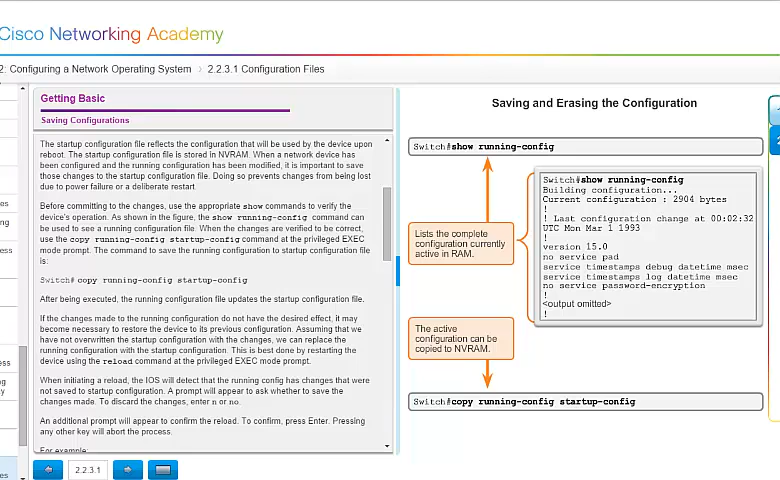 Cisco Networking Academy
2: Configuring a Network Operating System › 2.2.3.1 Configuration Files
Getting Basic
Saving Configurations
The startup configuration file reflects the configuration that will be used by the device upon
reboot. The startup configuration file is stored in NVRAM. When a network device has
been configured and the running configuration has been modified, it is important to save
those changes to the startup configuration file. Doing so prevents changes from being lost
due to power failure or a deliberate restart.
Before committing to the changes, use the appropriate show commands to verify the
device's operation. As shown in the figure, the show running-config command can
be used to see a running configuration file. When the changes are verified to be correct,
use the copy running-config startup-config command at the privileged EXEC
mode prompt. The command to save the running configuration to startup configuration file
is:
Switch# copy running-config startup-config
After being executed, the running configuration file updates the startup configuration file.
If the changes made to the running configuration do not have the desired effect, it may
become necessary to restore the device to its previous configuration. Assuming that we
have not overwritten the startup configuration with the changes, we can replace the
running configuration with the startup configuration. This is best done by restarting the
device using the reload command at the privileged EXEC mode prompt.
When initiating a reload, the IOS will detect that the running config has changes that were
not saved to startup configuration. A prompt will appear to ask whether to save the
changes made. To discard the changes, enter n or no.
An additional prompt will appear to confirm the reload. To confirm, press Enter. Pressing
any other key will abort the process.
For example:
2.2.3.1
Saving and Erasing the Configuration
Switch#show running-config
Lists the complete
configuration currently
active in RAM.
Switch#show running-config
Building configuration...
Current configuration : 2904 bytes
!
! Last configuration change at 00:02:32
UTC Mon Mar 1 1993
!
version 15.0
no service pad
service timestamps debug datetime msec
service timestamps log datetime msec
no service password-encryption
!
<output omitted>
!
The active
configuration can be
copied to NVRAM.
Switch#copy running-config startup-config